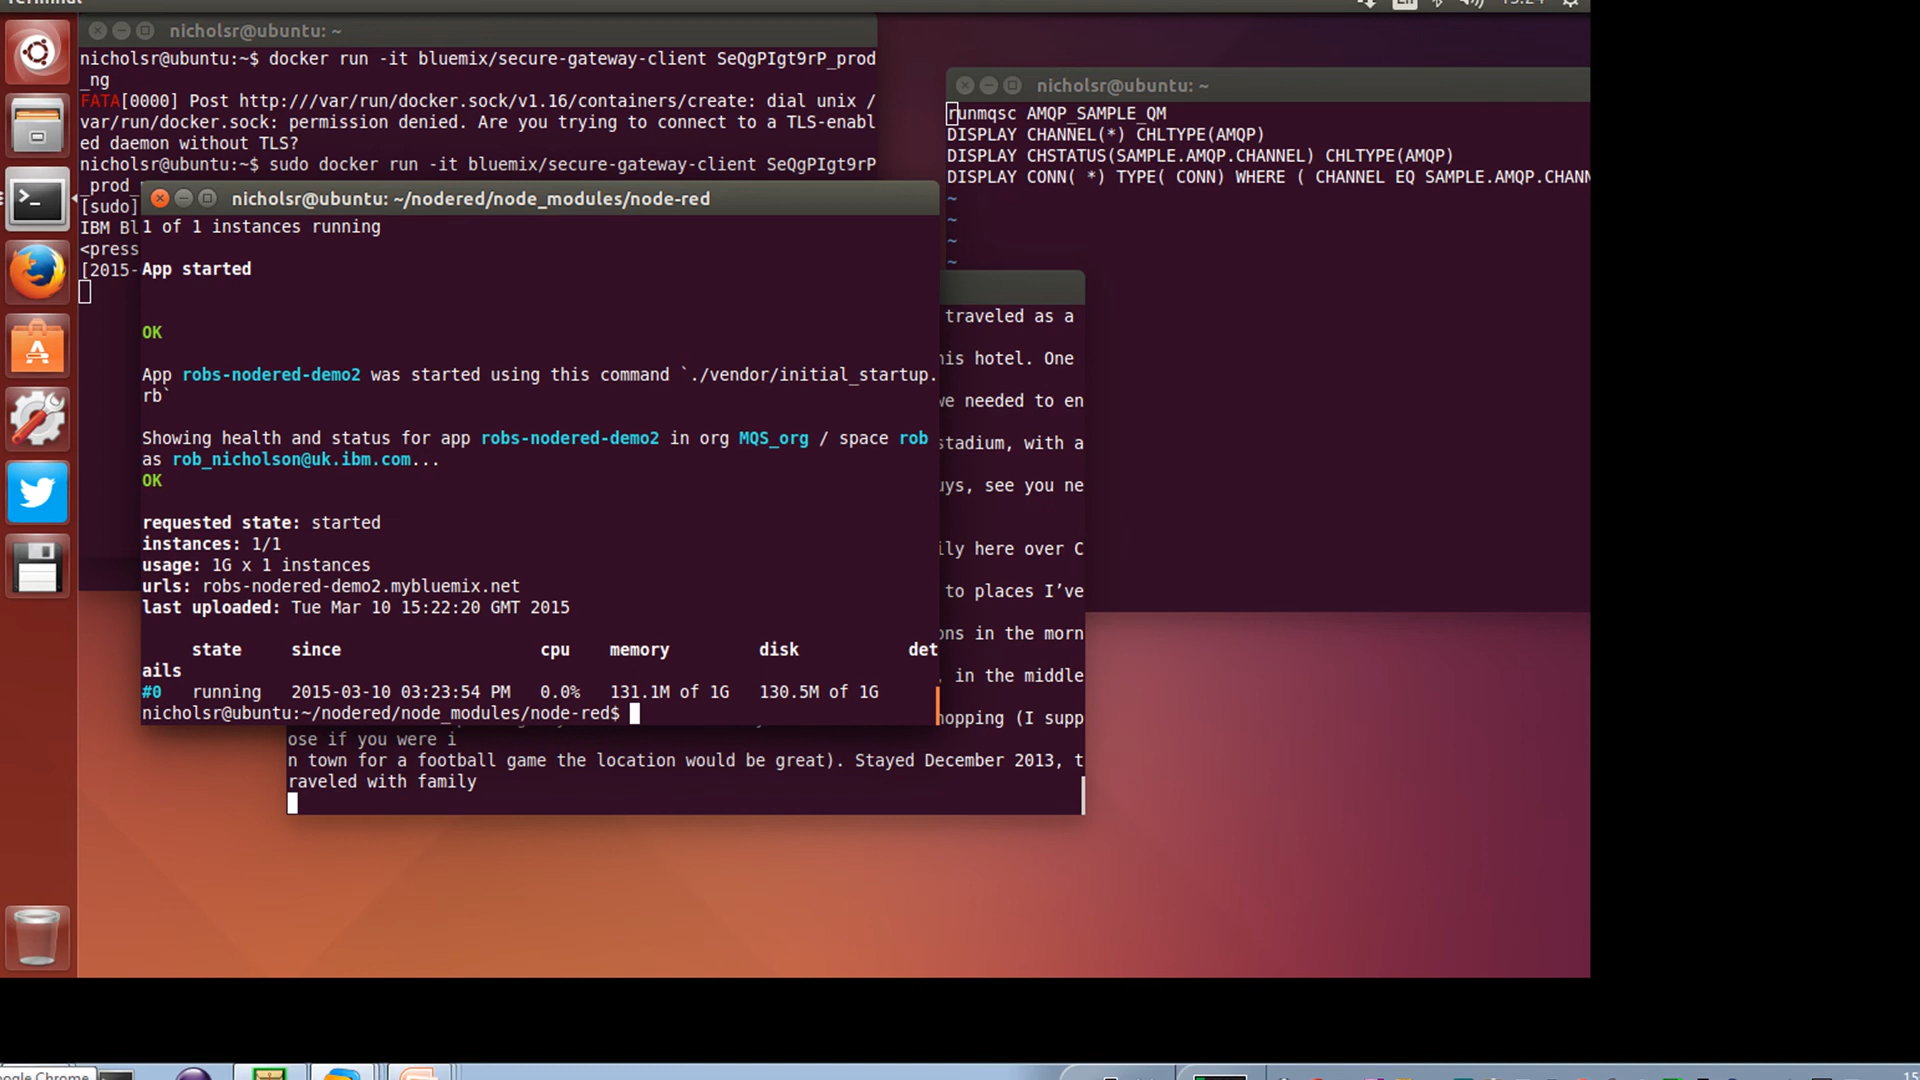 Terminal
nicholsr@ubuntu: ~
nicholsr@ubuntu:~$ docker run -it bluemix/secure-gateway-client SeQgPIgt9rP_prod
_ng
FATA[0000] Post http:///var/run/docker.sock/v1.16/containers/create: dial unix /
var/run/docker.sock: permission denied. Are you trying to connect to a TLS-enabl
ed daemon without TLS?
nicholsr@ubuntu:~$ sudo docker run -it bluemix/secure-gateway-client SeQgPIgt9rP
_prod_
[sudo]
IBM Bl
<press
[2015-
nicholsr@ubuntu: ~/nodered/node_modules/node-red
1 of 1 instances running
App started
OK
App robs-nodered-demo2 was started using this command `./vendor/initial_startup.
rb`
Showing health and status for app robs-nodered-demo2 in org MQS_org / space rob
as rob_nicholson@uk.ibm.com...
OK
requested state: started
instances: 1/1
usage: 1G x 1 instances
urls: robs-nodered-demo2.mybluemix.net
last uploaded: Tue Mar 10 15:22:20 GMT 2015
state since cpu memory disk det
ails
#0 running 2015-03-10 03:23:54 PM 0.0% 131.1M of 1G 130.5M of 1G
nicholsr@ubuntu:~/nodered/node_modules/node-red$
nicholsr@ubuntu: ~
runmqsc AMQP_SAMPLE_QM
DISPLAY CHANNEL(*) CHLTYPE(AMQP)
DISPLAY CHSTATUS(SAMPLE.AMQP.CHANNEL) CHLTYPE(AMQP)
DISPLAY CONN( *) TYPE( CONN) WHERE ( CHANNEL EQ SAMPLE.AMQP.CHANN
~
~
~
~
traveled as a
his hotel. One
we needed to en
stadium, with a
uys, see you ne
ily here over C
to places I've
ons in the morn
, in the middle
hopping (I supp
ose if you were i
n town for a football game the location would be great). Stayed December 2013, t
raveled with family
oogle Chrome